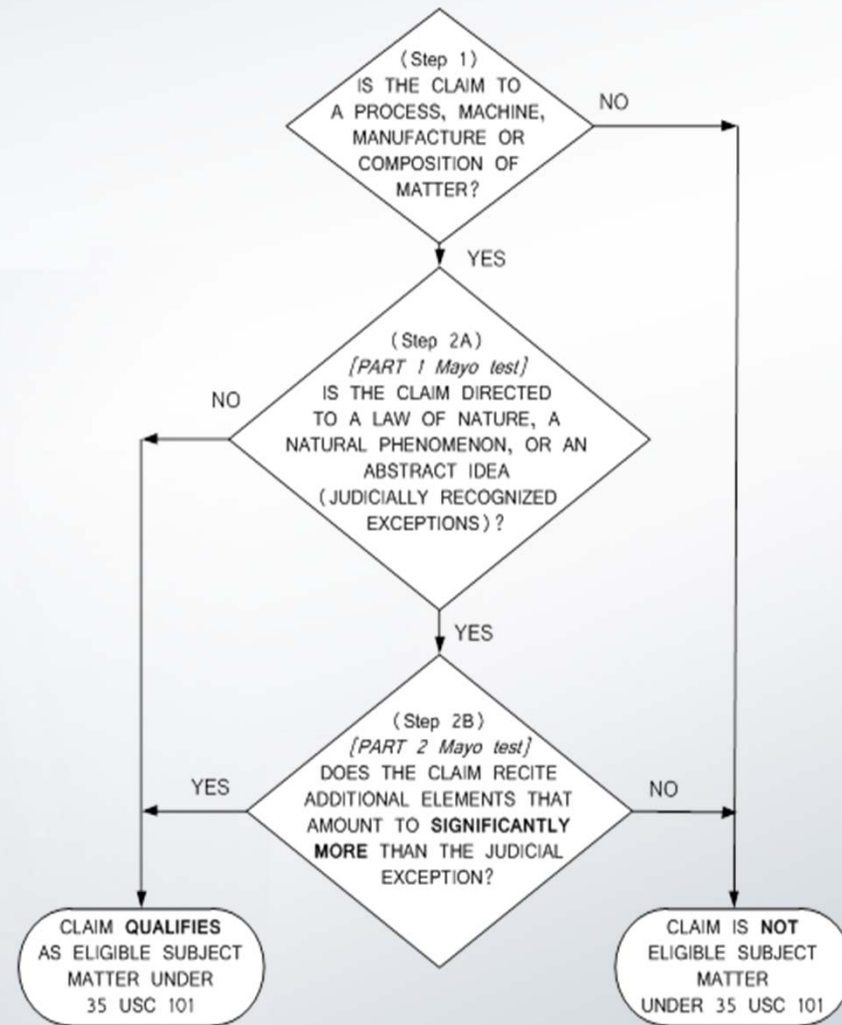 (Step 1)
IS THE CLAIM TO
A PROCESS, MACHINE,
MANUFACTURE OR
COMPOSITION OF
MATTER?
NO
YES
(Step 2A)
[PART 1 Mayo test]
IS THE CLAIM DIRECTED
TO A LAW OF NATURE, A
NATURAL PHENOMENON, OR AN
ABSTRACT IDEA
(JUDICIALLY RECOGNIZED
EXCEPTIONS)?
NO
YES
(Step 2B)
[PART 2 Mayo test]
DOES THE CLAIM RECITE
ADDITIONAL ELEMENTS THAT
AMOUNT TO SIGNIFICANTLY
MORE THAN THE JUDICIAL
EXCEPTION?
YES
NO
CLAIM QUALIFIES
AS ELIGIBLE SUBJECT
MATTER UNDER
35 USC 101
CLAIM IS NOT
ELIGIBLE SUBJECT
MATTER
UNDER 35 USC 101